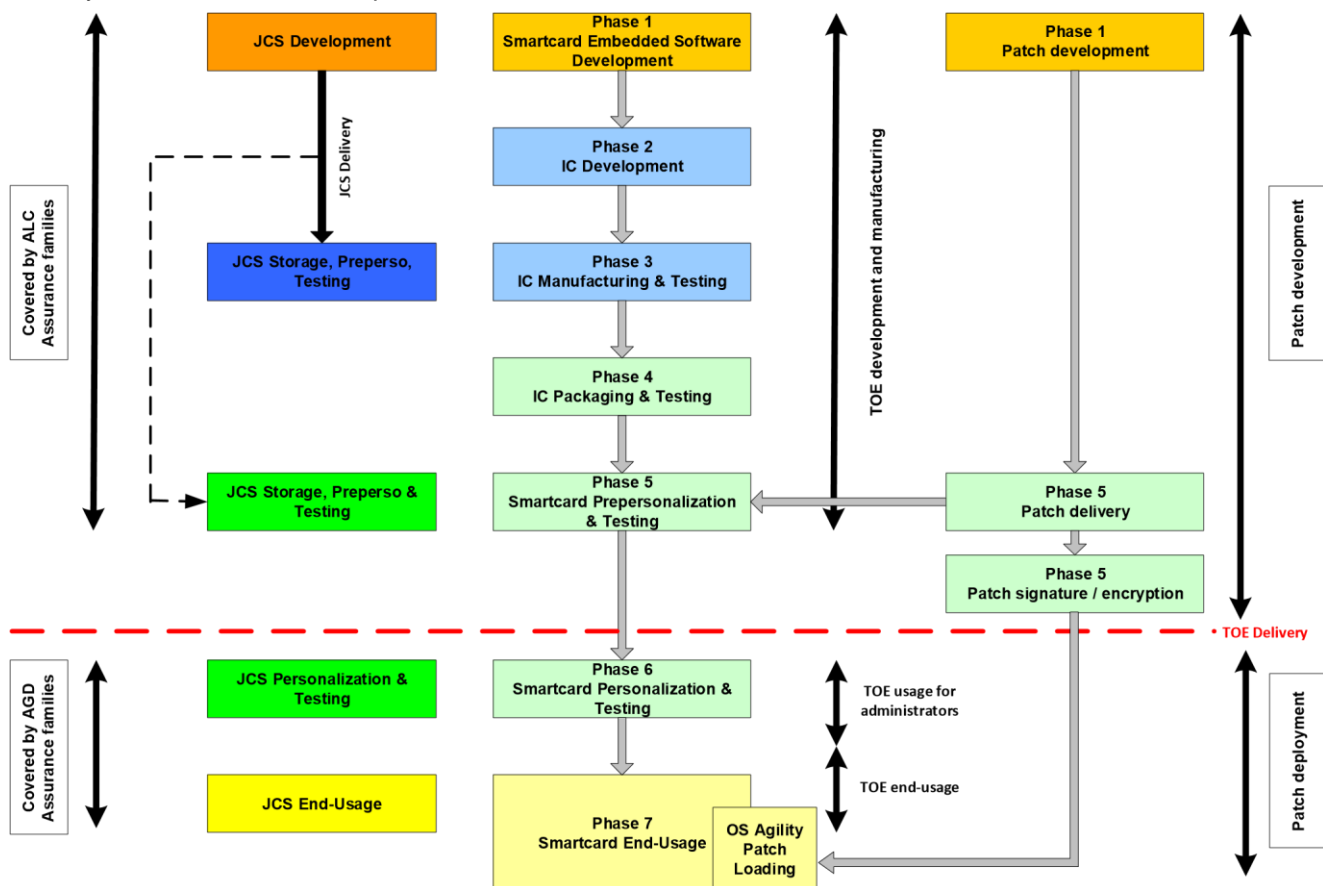 JCS Development
Phase 1
Smartcard Embedded Software
Development
Phase 1
Patch development
JCS Delivery
Phase 2
IC Development
Covered by ALC
Assurance families
JCS Storage, Preperso,
Testing
Phase 3
IC Manufacturing & Testing
TOE development and manufacturing
Patch development
Phase 4
IC Packaging & Testing
JCS Storage, Preperso &
Testing
Phase 5
Smartcard Prepersonalization
& Testing
Phase 5
Patch delivery
Phase 5
Patch signature / encryption
TOE Delivery
Covered by AGD
Assurance families
JCS Personalization &
Testing
Phase 6
Smartcard Personalization &
Testing
TOE usage for
administrators
Patch deployment
JCS End-Usage
TOE end-usage
Phase 7
Smartcard End-Usage
OS Agility
Patch
Loading